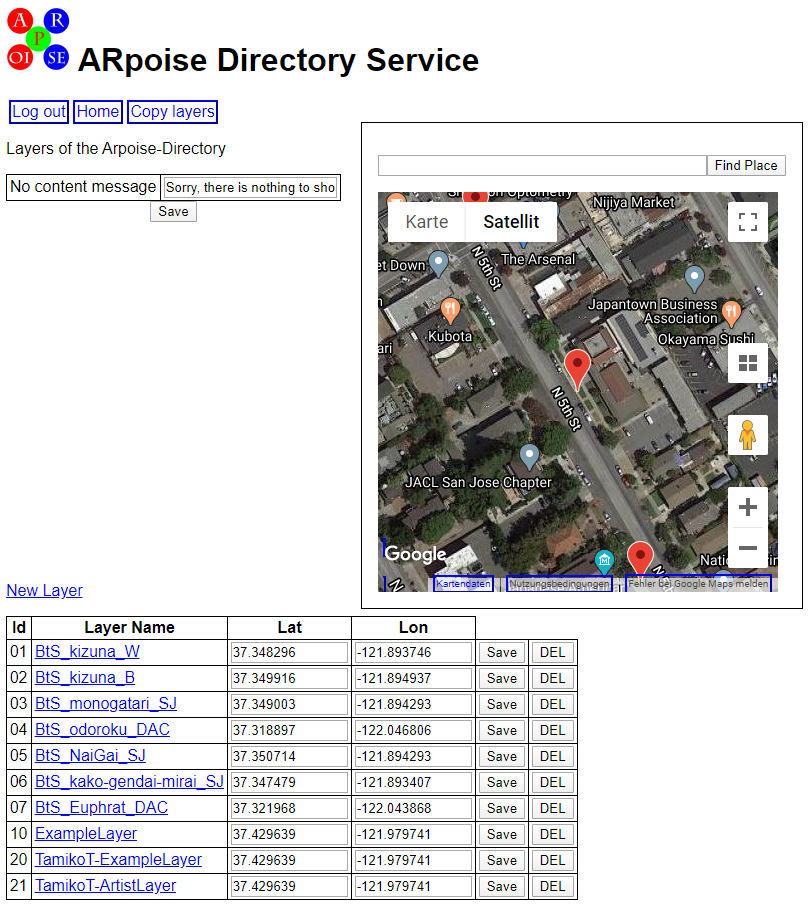 A R
P
OI SE
ARpoise Directory Service
Log out Home Copy layers
Layers of the Arpoise-Directory
No content message Sorry, there is nothing to sho
Save
Find Place
Karte Satellit
Optometry
Nijiya Market
N 5th St
The Arsenal
et Down
Japantown Business
Association
Kubota
Okayama Sushi
ari
N 5th St
JACL San Jose Chapter
Google
Kartendaten Nutzungsbedingungen Fehler bei Google Maps melden
New Layer
Id Layer Name Lat Lon
01 BtS_kizuna_W 37.348296 -121.893746 Save DEL
02 BtS_kizuna_B 37.349916 -121.894937 Save DEL
03 BtS_monogatari_SJ 37.349003 -121.894293 Save DEL
04 BtS_odoroku_DAC 37.318897 -122.046806 Save DEL
05 BtS_NaiGai_SJ 37.350714 -121.894293 Save DEL
06 BtS_kako-gendai-mirai_SJ 37.347479 -121.893407 Save DEL
07 BtS_Euphrat_DAC 37.321968 -122.043868 Save DEL
10 ExampleLayer 37.429639 -121.979741 Save DEL
20 TamikoT-ExampleLayer 37.429639 -121.979741 Save DEL
21 TamikoT-ArtistLayer 37.429639 -121.979741 Save DEL